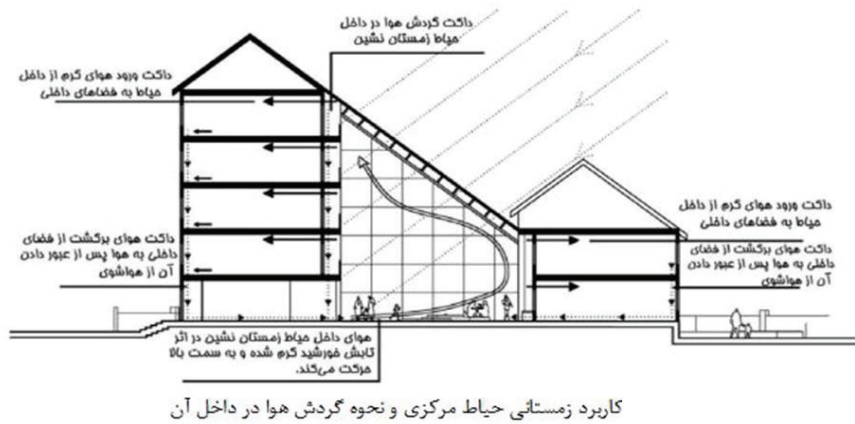 داکت گردش هوا در داخل
حیاط زمستان نشین
داکت ورود هوای گرم از داخل
حیاط به فضاهای داخلی
داکت ورود هوای گرم از داخل
حیاط به فضاهای داخلی
داکت هوای برگشت از فضای
داخلی به هوا پس از عبور دادن
آن از هواشوی
داکت هوای برگشت از فضای
داخلی به هوا پس از عبور دادن
آن از هواشوی
هوای داخل حیاط زمستان نشین در اثر
تابش خورشید گرم شده و به سمت بالا
حرکت می‌کند.
کاربرد زمستانی حیاط مرکزی و نحوه گردش هوا در داخل آن